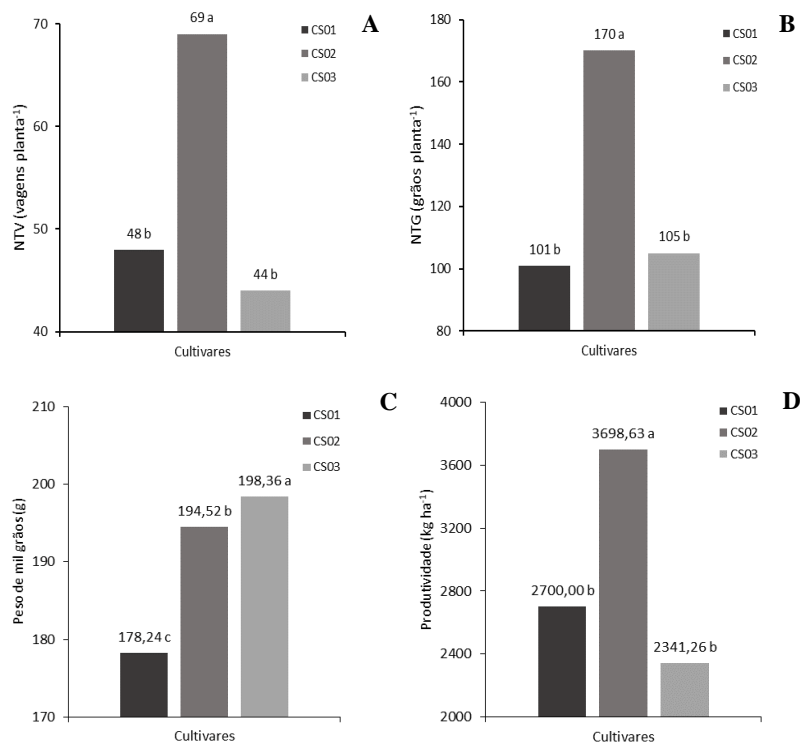 A
70
60
50
40
NTV (vagens planta⁻¹)
69 a
48 b
44 b
CS01
CS02
CS03
Cultivares
B
180
160
140
120
100
80
NTG (grãos planta⁻¹)
170 a
101 b
105 b
CS01
CS02
CS03
Cultivares
C
210
200
190
180
170
Peso de mil grãos (g)
198,36 a
194,52 b
178,24 c
CS01
CS02
CS03
Cultivares
D
4000
3600
3200
2800
2400
2000
Produtividade (kg ha⁻¹)
3698,63 a
2700,00 b
2341,26 b
CS01
CS02
CS03
Cultivares